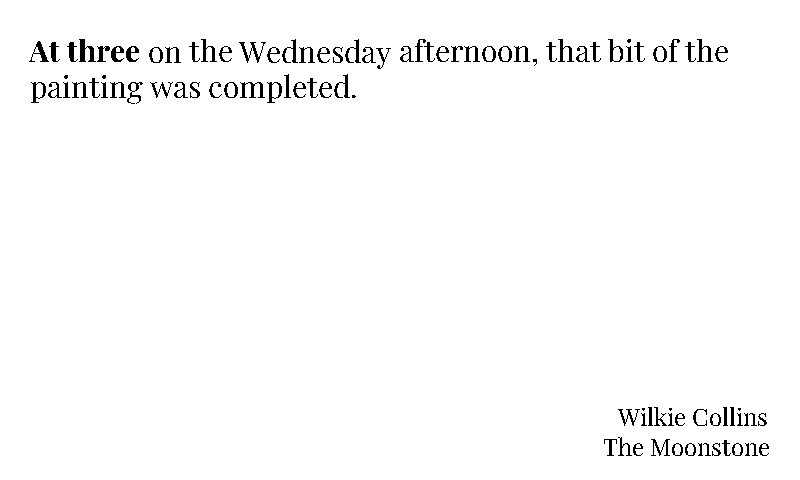 At three on the Wednesday afternoon, that bit of the
painting was completed.
Wilkie Collins
The Moonstone